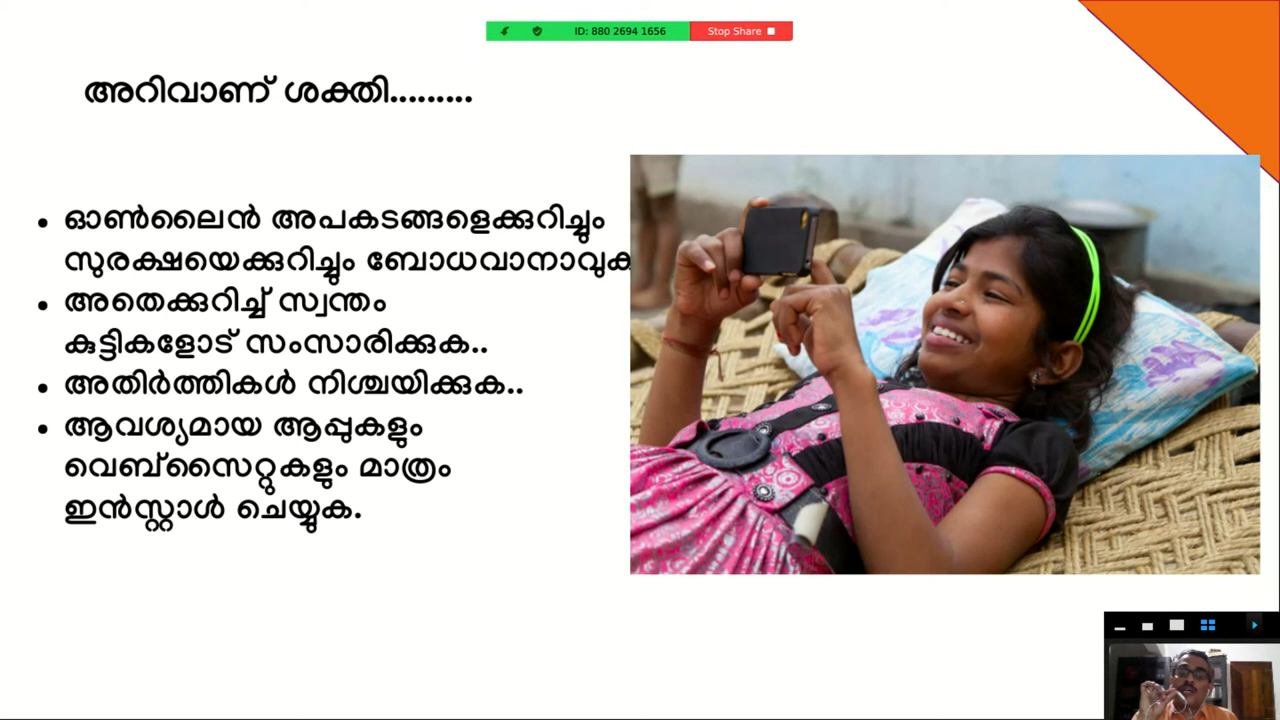 ID: 880 2694 1656
Stop Share
അറിവാണ് ശക്തി.........
• ഓൺലൈൻ അപകടങ്ങളെക്കുറിച്ചും
സുരക്ഷയെക്കുറിച്ചും ബോധവാനാവുക
• അതെക്കുറിച്ച് സ്വന്തം
കുട്ടികളോട് സംസാരിക്കുക..
• അതിർത്തികൾ നിശ്ചയിക്കുക..
• ആവശ്യമായ ആപ്പുകളും
വെബ്സൈറ്റുകളും മാത്രം
ഇൻസ്റ്റാൾ ചെയ്യുക.